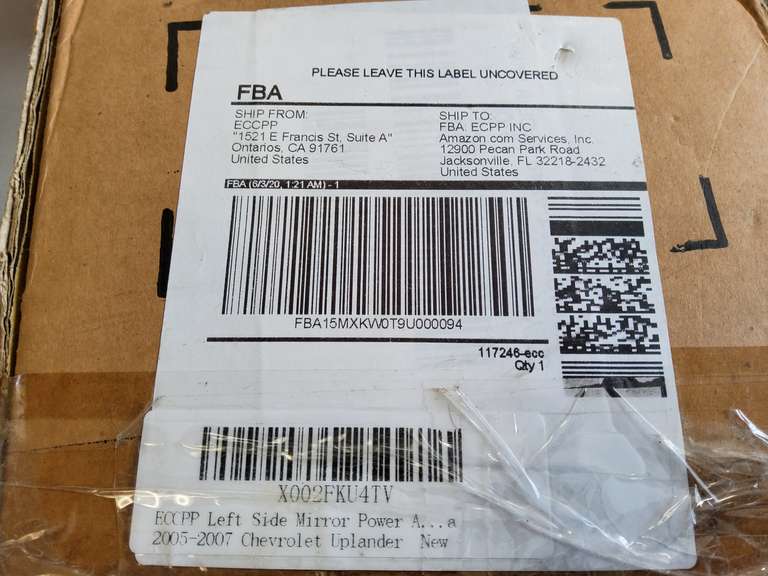 PLEASE LEAVE THIS LABEL UNCOVERED
FBA
SHIP FROM:
ECCPP
"1521 E Francis St, Suite A"
Ontarios, CA 91761
United States
SHIP TO:
FBA: ECPP INC
Amazon.com Services, Inc.
12900 Pecan Park Road
Jacksonville, FL 32218-2432
United States
FBA (6/3/20, 1:21 AM) - 1
FBA15MXKW0T9U000094
117246-ecc
Qty 1
X002FKU4TV
ECCPP Left Side Mirror Power A...a
2005-2007 Chevrolet Uplander New